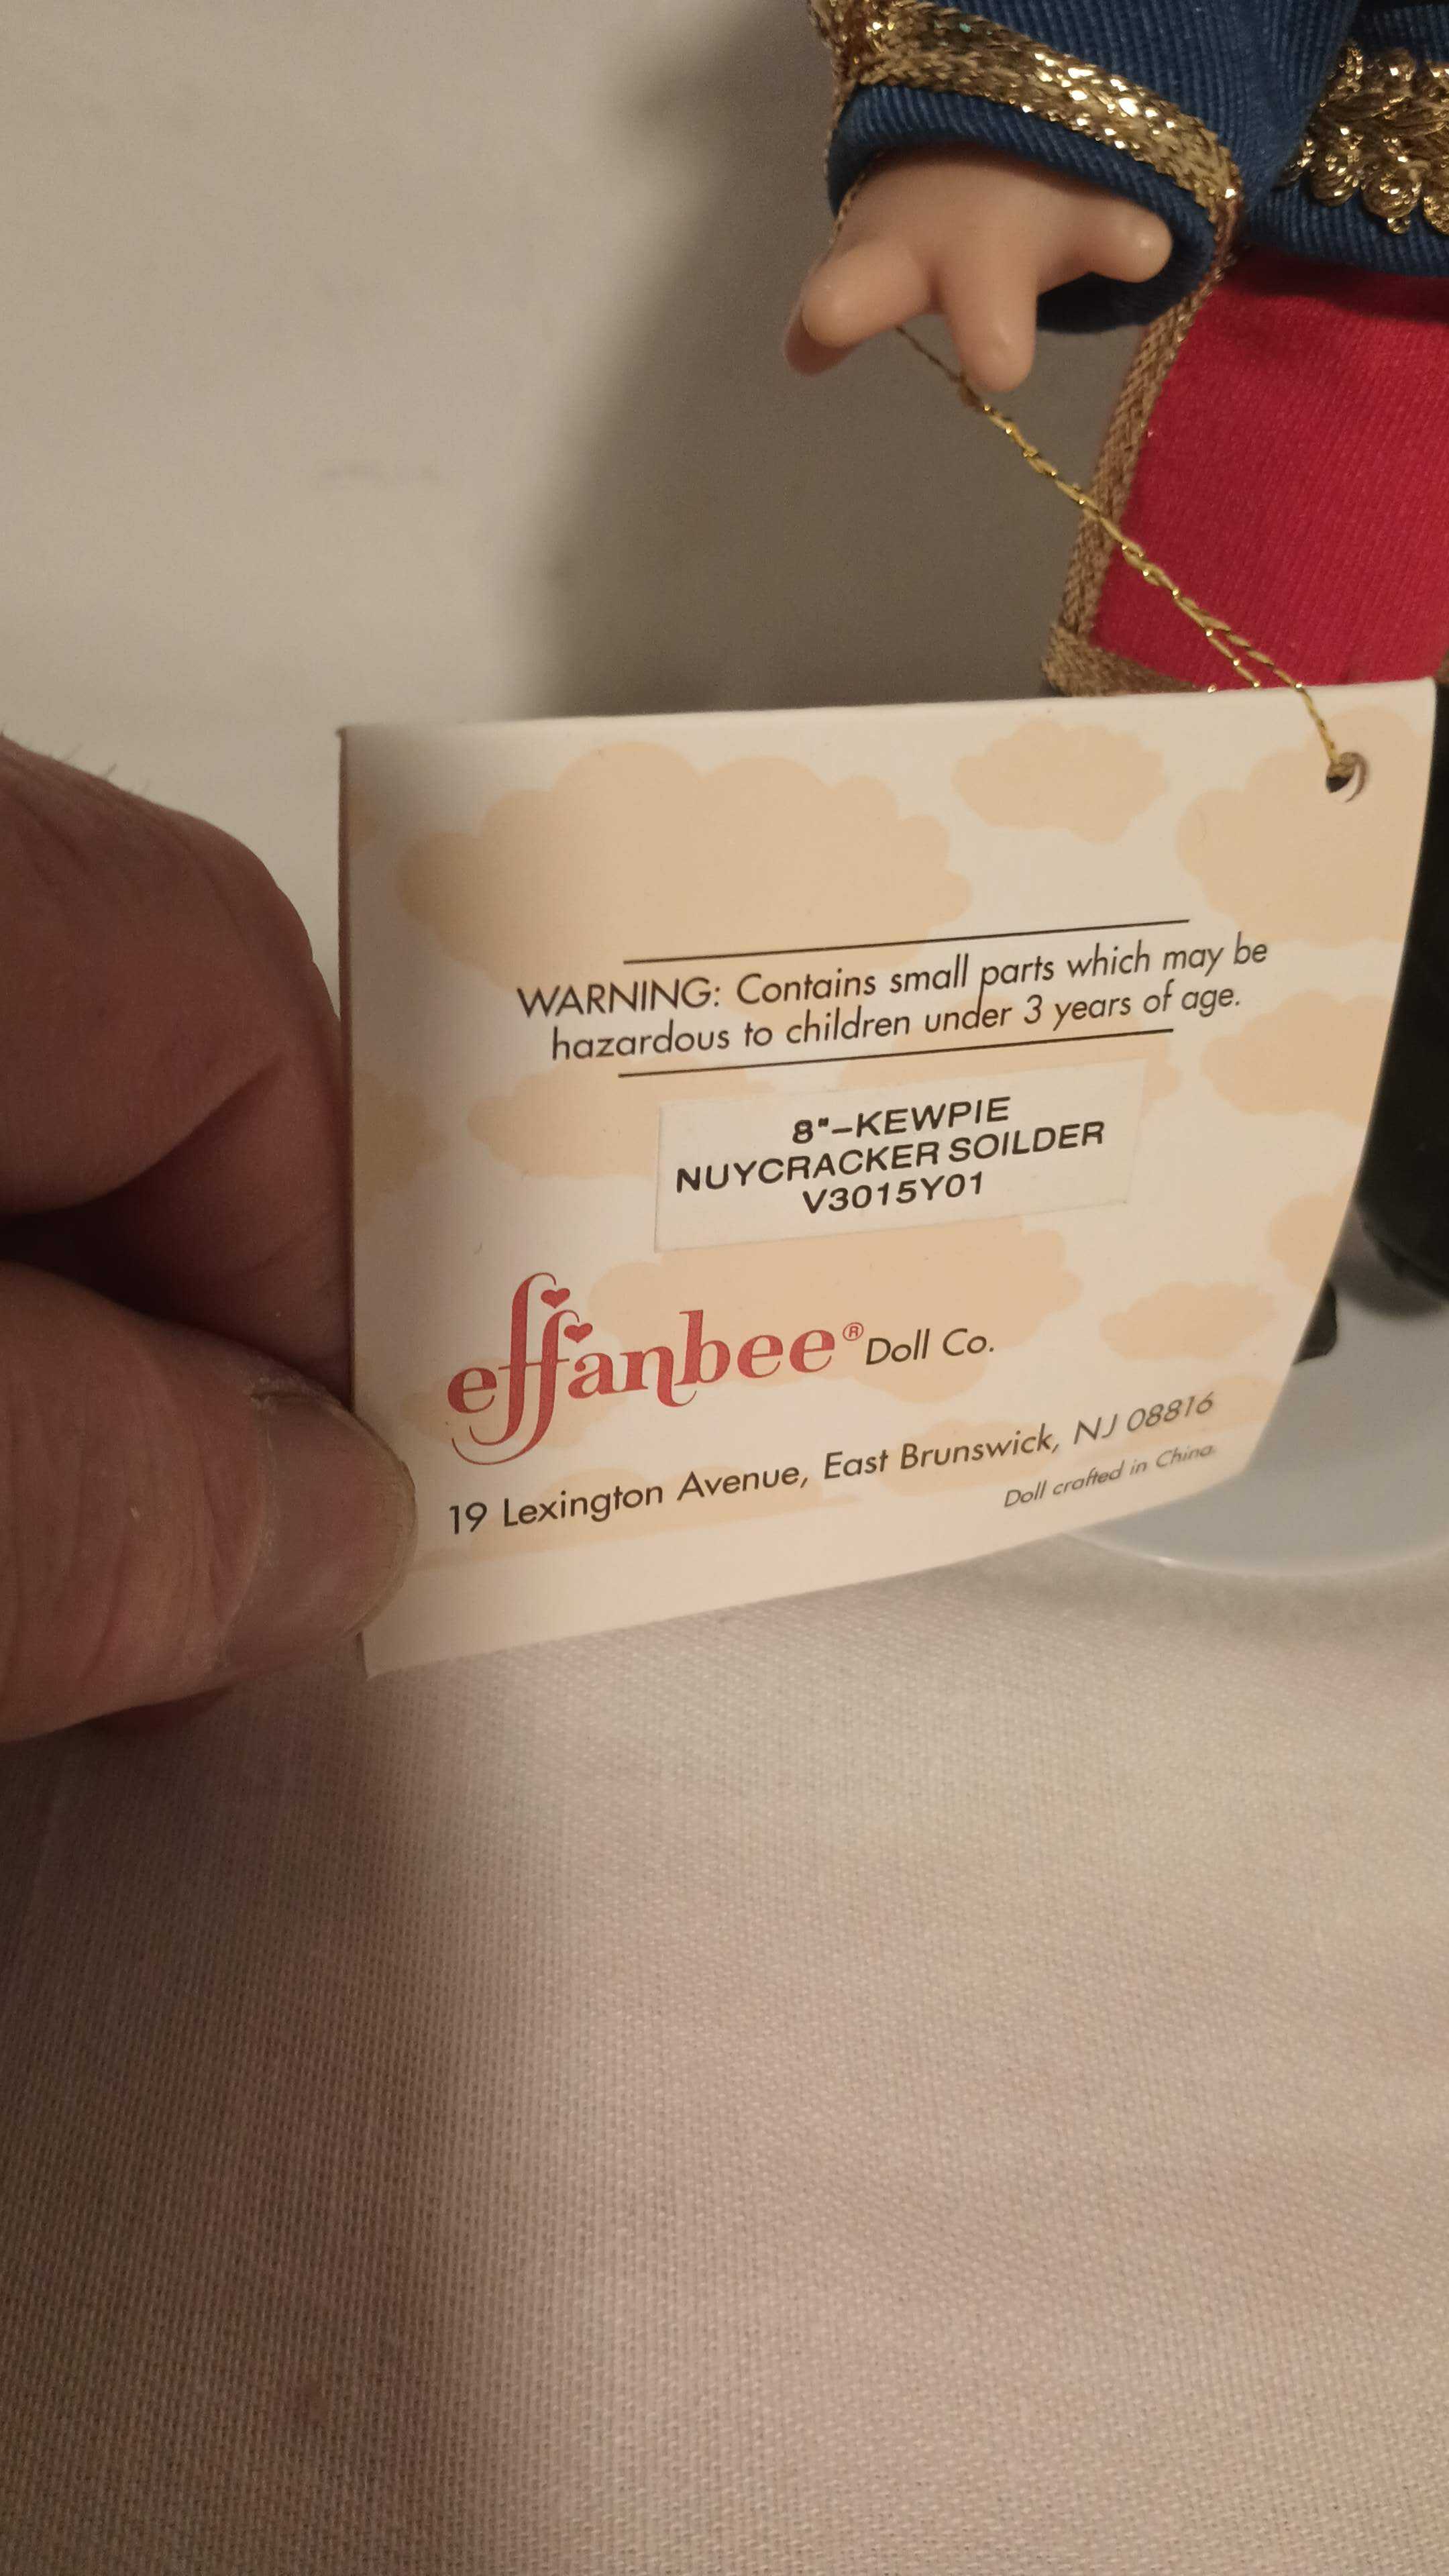 WARNING: Contains small parts which may be
hazardous to children under 3 years of age.
8"-KEWPIE
NUYCRACKER SOILDER
V3015Y01
effanbee® Doll Co.
19 Lexington Avenue, East Brunswick, NJ 08816
Doll crafted in China.